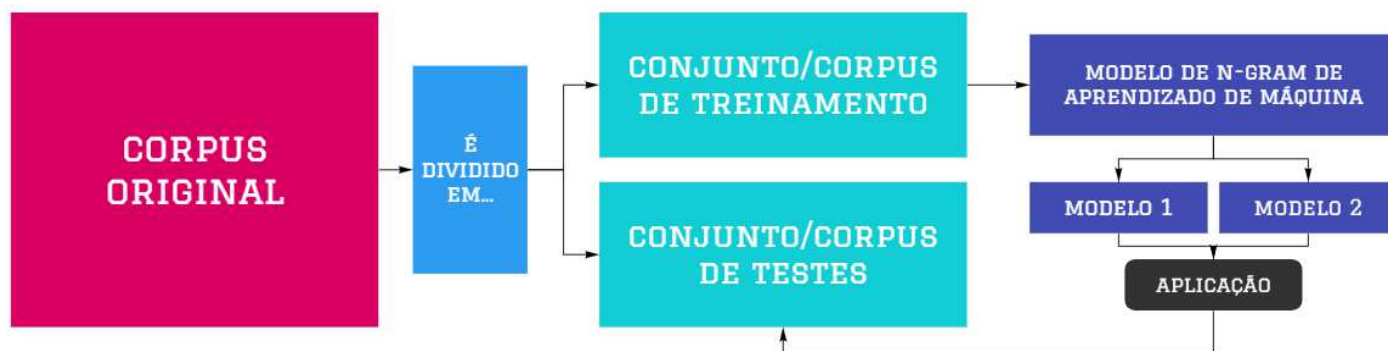 CORPUS
ORIGINAL
É
DIVIDIDO
EM...
CONJUNTO/CORPUS
DE TREINAMENTO
CONJUNTO/CORPUS
DE TESTES
MODELO DE N-GRAM DE
APRENDIZADO DE MÁQUINA
MODELO 1
MODELO 2
APLICAÇÃO